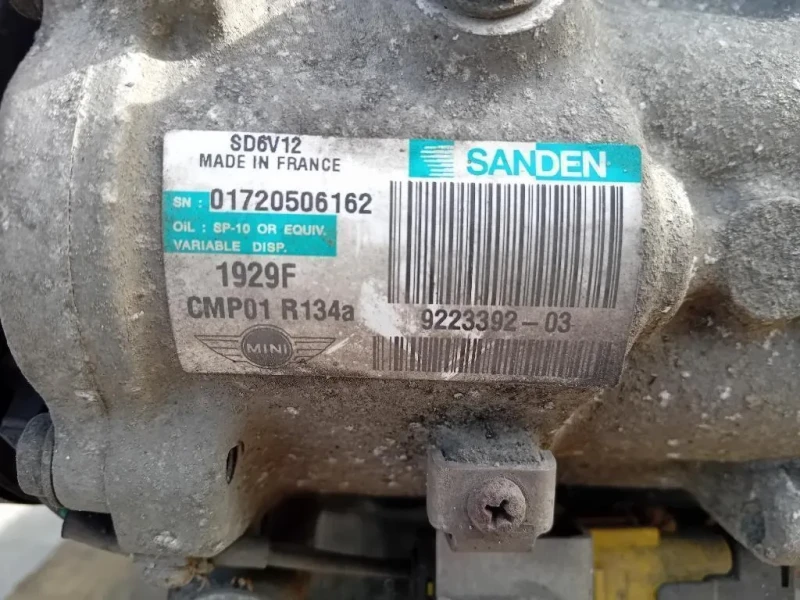 SD6V12
MADE IN FRANCE
SANDEN
SN : 01720506162
OIL : SP-10 OR EQUIV.
VARIABLE DISP.
1929F
CMP01 R134a
9223392-03
MINI